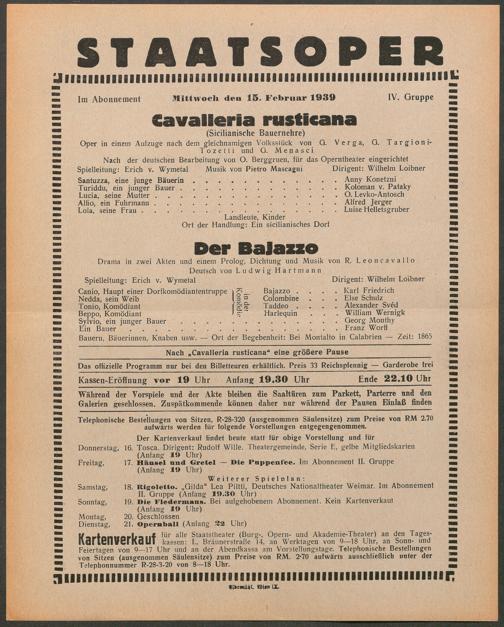 STAATSOPER
Im Abonnement Mittwoch den 15. Februar 1939 IV. Gruppe
Cavalleria rusticana
(Sicilianische Bauernehre)
Oper in einem Aufzuge nach dem gleichnamigen Volksstück von G. Verga, G. Targioni-
Tozetti und G. Menasci
Nach der deutschen Bearbeitung von O. Berggruen, für das Operntheater eingerichtet
Spielleitung: Erich v. Wymetal Musik von Pietro Mascagni Dirigent: Wilhelm Loibner
Santuzza, eine junge Bäuerin . . . . . . . . Anny Konetzni
Turiddu, ein junger Bauer . . . . . . . . Koloman v. Pataky
Lucia, seine Mutter . . . . . . . . O. Levko-Antosch
Alfio, ein Fuhrmann . . . . . . . . Alfred Jerger
Lola, seine Frau . . . . . . . . Luise Helletsgruber
Landleute, Kinder
Ort der Handlung: Ein sicilianisches Dorf
Der Bajazzo
Drama in zwei Akten und einem Prolog, Dichtung und Musik von R. Leoncavallo
Deutsch von Ludwig Hartmann
Spielleitung: Erich v. Wymetal Dirigent: Wilhelm Loibner
Canio, Haupt einer Dorfkomödiantentruppe in der Komödie Bajazzo . . . . Karl Friedrich
Nedda, sein Weib Colombine . . . Else Schulz
Tonio, Komödiant Taddeo . . . . Alexander Svéd
Beppo, Komödiant Harlequin . . . William Wernigk
Sylvio, ein junger Bauer . . . . . . . . Georg Monthy
Ein Bauer . . . . . . . . Franz Worff
Bauern, Bäuerinnen, Knaben usw. — Ort der Begebenheit: Bei Montalto in Calabrien — Zeit: 1865
Nach „Cavalleria rusticana" eine größere Pause
Das offizielle Programm nur bei den Billetteuren erhältlich. Preis 33 Reichspfennig — Garderobe frei
Kassen-Eröffnung vor 19 Uhr Anfang 19.30 Uhr Ende 22.10 Uhr
Während der Vorspiele und der Akte bleiben die Saaltüren zum Parkett, Parterre und den
Galerien geschlossen. Zuspätkommende können daher nur während der Pausen Einlaß finden
Telephonische Bestellungen von Sitzen, R-28-320 (ausgenommen Säulensitze) zum Preise von RM 2.70
aufwärts werden für folgende Vorstellungen entgegengenommen.
Der Kartenverkauf findet heute statt für obige Vorstellung und für
Donnerstag, 16. Tosca. Dirigent: Rudolf Wille. Theatergemeinde, Serie E, gelbe Mitgliedskarten
(Anfang 19 Uhr)
Freitag, 17. Hänsel und Gretel — Die Puppenfee. Im Abonnement II. Gruppe
(Anfang 19 Uhr)
Weiterer Spielplan:
Samstag, 18. Rigoletto. „Gilda" Lea Piltti, Deutsches Nationaltheater Weimar. Im Abonnement
II. Gruppe (Anfang 19.30 Uhr)
Sonntag, 19. Die Fledermaus. Bei aufgehobenem Abonnement. Kein Kartenverkauf
(Anfang 19 Uhr)
Montag, 20. Geschlossen
Dienstag, 21. Opernball (Anfang 22 Uhr)
Kartenverkauf für alle Staatstheater (Burg-, Opern- und Akademie-Theater) an den Tages-
kassen: I., Bräunerstraße 14, an Werktagen von 9—18 Uhr, an Sonn- und
Feiertagen von 9—17 Uhr und an der Abendkassa am Vorstellungstage. Telephonische Bestellungen
von Sitzen (ausgenommen Säulensitze) zum Preise von RM. 2·70 aufwärts ausschließlich unter der
Telephonnummer R-28-3-20 von 8—18 Uhr.